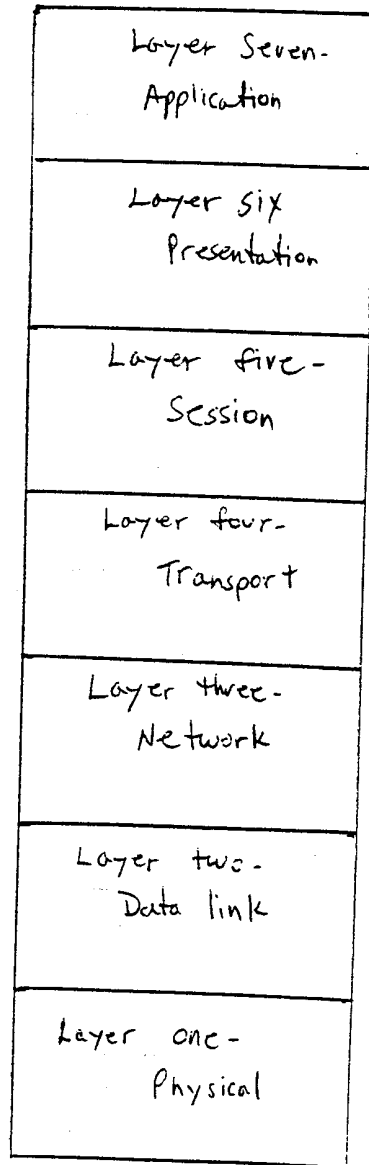 Layer Seven-
Application
Layer six
Presentation
Layer five-
Session
Layer four-
Transport
Layer three-
Network
Layer two-
Data link
Layer one-
Physical